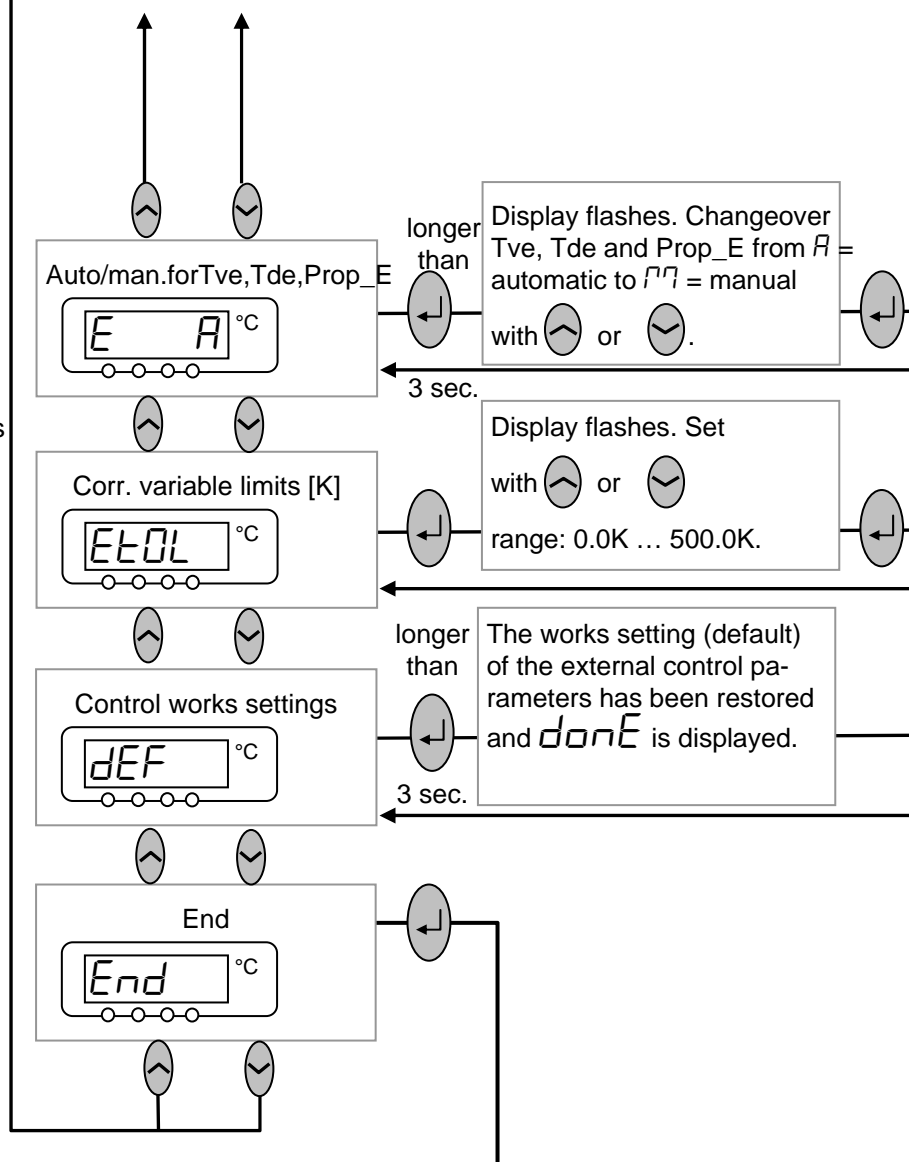 longer
than
Display flashes. Changeover
Tve, Tde and Prop_E from A =
automatic to M = manual
with or .
Auto/man.forTve,Tde,Prop_E
E A °C
3 sec.
s
Corr. variable limits [K]
EtOL °C
Display flashes. Set
with or
range: 0.0K … 500.0K.
Control works settings
dEF °C
longer
than
3 sec.
The works setting (default)
of the external control pa-
rameters has been restored
and donE is displayed.
End
End °C